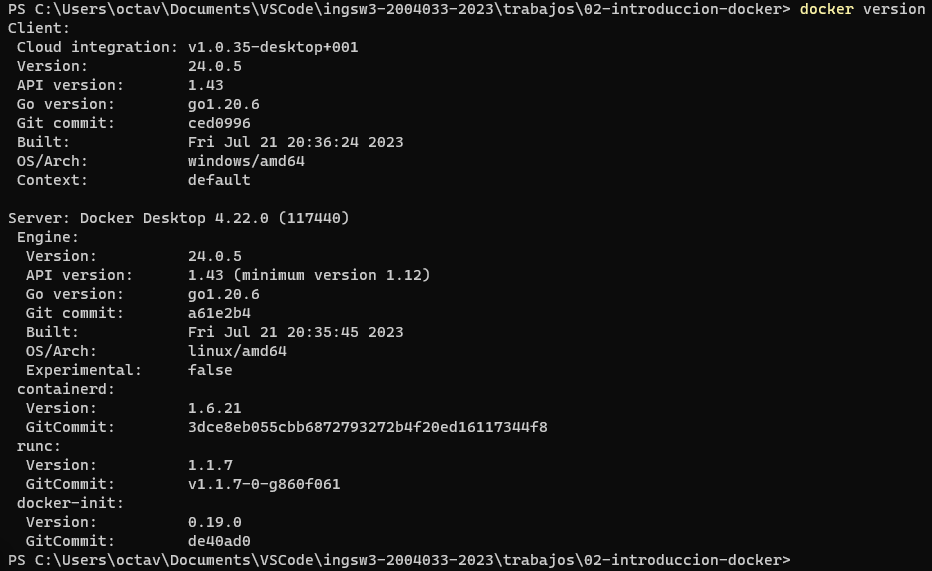 PS C:\Users\octav\Documents\VSCode\ingsw3-2004033-2023\trabajos\02-introduccion-docker> docker version
Client:
 Cloud integration: v1.0.35-desktop+001
 Version:           24.0.5
 API version:       1.43
 Go version:        go1.20.6
 Git commit:        ced0996
 Built:             Fri Jul 21 20:36:24 2023
 OS/Arch:           windows/amd64
 Context:           default

Server: Docker Desktop 4.22.0 (117440)
 Engine:
  Version:          24.0.5
  API version:      1.43 (minimum version 1.12)
  Go version:       go1.20.6
  Git commit:       a61e2b4
  Built:            Fri Jul 21 20:35:45 2023
  OS/Arch:          linux/amd64
  Experimental:     false
 containerd:
  Version:          1.6.21
  GitCommit:        3dce8eb055cbb6872793272b4f20ed16117344f8
 runc:
  Version:          1.1.7
  GitCommit:        v1.1.7-0-g860f061
 docker-init:
  Version:          0.19.0
  GitCommit:        de40ad0
PS C:\Users\octav\Documents\VSCode\ingsw3-2004033-2023\trabajos\02-introduccion-docker>